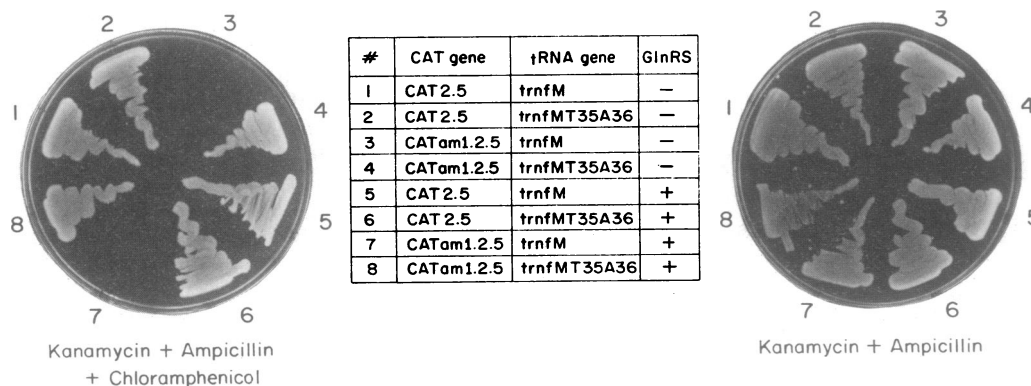 2
3
1
4
8
5
7
6
Kanamycin + Ampicillin
+ Chloramphenicol
# CAT gene tRNA gene GlnRS
1 CAT2.5 trnfM −
2 CAT2.5 trnfMT35A36 −
3 CATam1.2.5 trnfM −
4 CATam1.2.5 trnfMT35A36 −
5 CAT2.5 trnfM +
6 CAT2.5 trnfMT35A36 +
7 CATam1.2.5 trnfM +
8 CATam1.2.5 trnfMT35A36 +
2
3
1
4
8
5
7
6
Kanamycin + Ampicillin